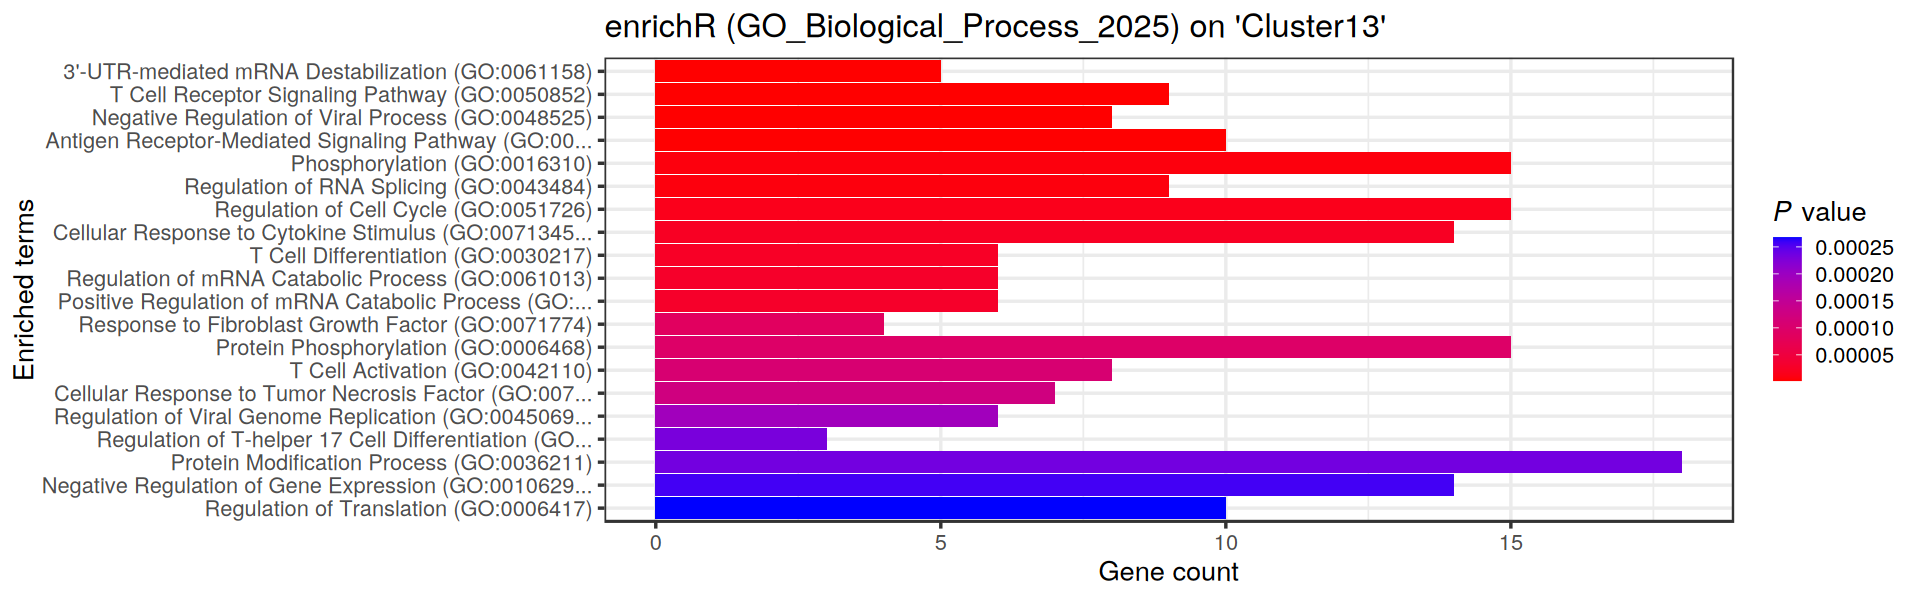 enrichR (GO_Biological_Process_2025) on 'Cluster13'
Enriched terms
3'-UTR-mediated mRNA Destabilization (GO:0061158)
T Cell Receptor Signaling Pathway (GO:0050852)
Negative Regulation of Viral Process (GO:0048525)
Antigen Receptor-Mediated Signaling Pathway (GO:00...
Phosphorylation (GO:0016310)
Regulation of RNA Splicing (GO:0043484)
Regulation of Cell Cycle (GO:0051726)
Cellular Response to Cytokine Stimulus (GO:0071345...
T Cell Differentiation (GO:0030217)
Regulation of mRNA Catabolic Process (GO:0061013)
Positive Regulation of mRNA Catabolic Process (GO:...
Response to Fibroblast Growth Factor (GO:0071774)
Protein Phosphorylation (GO:0006468)
T Cell Activation (GO:0042110)
Cellular Response to Tumor Necrosis Factor (GO:007...
Regulation of Viral Genome Replication (GO:0045069...
Regulation of T-helper 17 Cell Differentiation (GO...
Protein Modification Process (GO:0036211)
Negative Regulation of Gene Expression (GO:0010629...
Regulation of Translation (GO:0006417)
0 5 10 15
Gene count
P value
0.00025
0.00020
0.00015
0.00010
0.00005